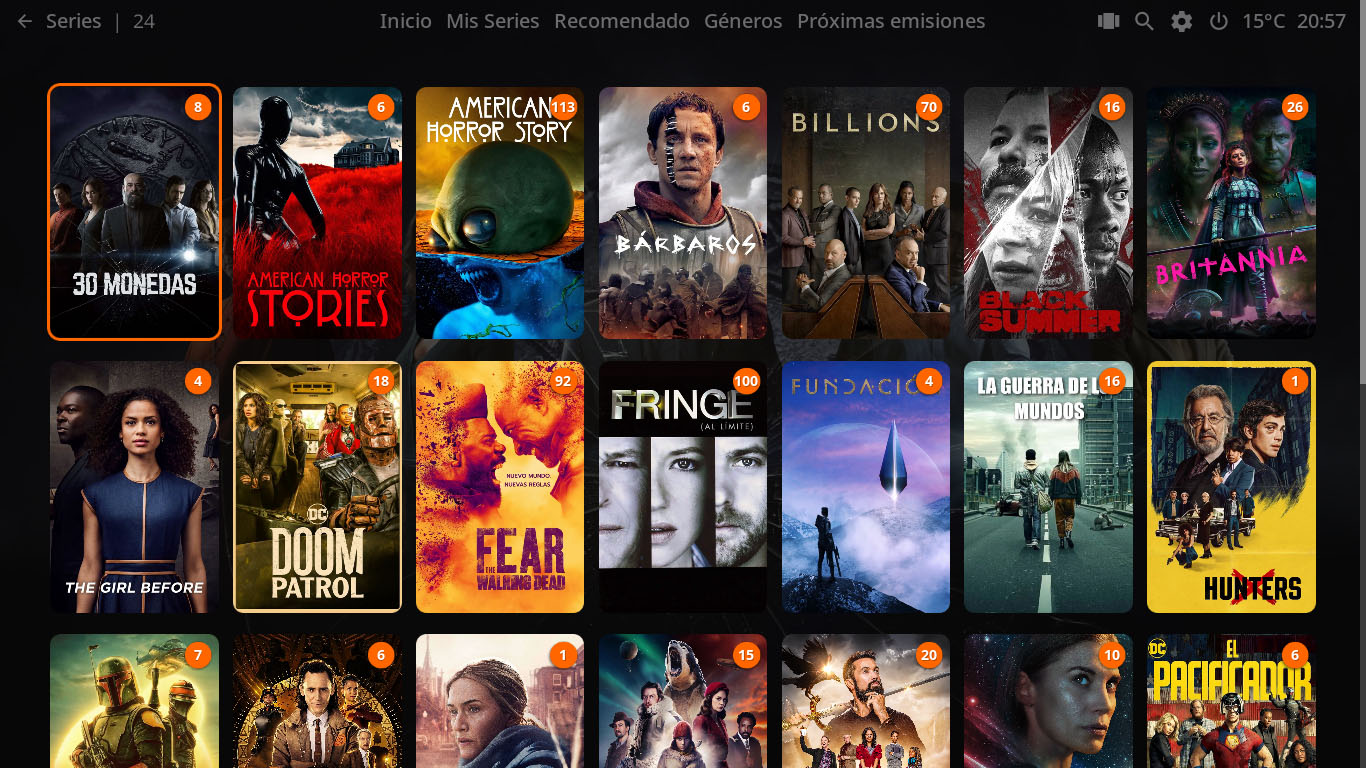 Series | 24
Inicio Mis Series Recomendado Géneros Próximas emisiones
15°C 20:57
8
30 MONEDAS
6
AMERICAN HORROR
STORIES
113
AMERICAN
HORROR STORY
6
BÁRBAROS
70
BILLIONS
16
BLACK
SUMMER
26
BRITANNIA
4
THE GIRL BEFORE
18
DC
DOOM
PATROL
92
NUEVO MUNDO.
NUEVAS REGLAS
FEAR
THE
WALKING DEAD
100
FRINGE
(AL LÍMITE)
4
FUNDACIÓ
16
LA GUERRA DE L
MUNDOS
1
HUNTERS
7
6
1
15
20
10
6
DC
EL
PACIFICADOR